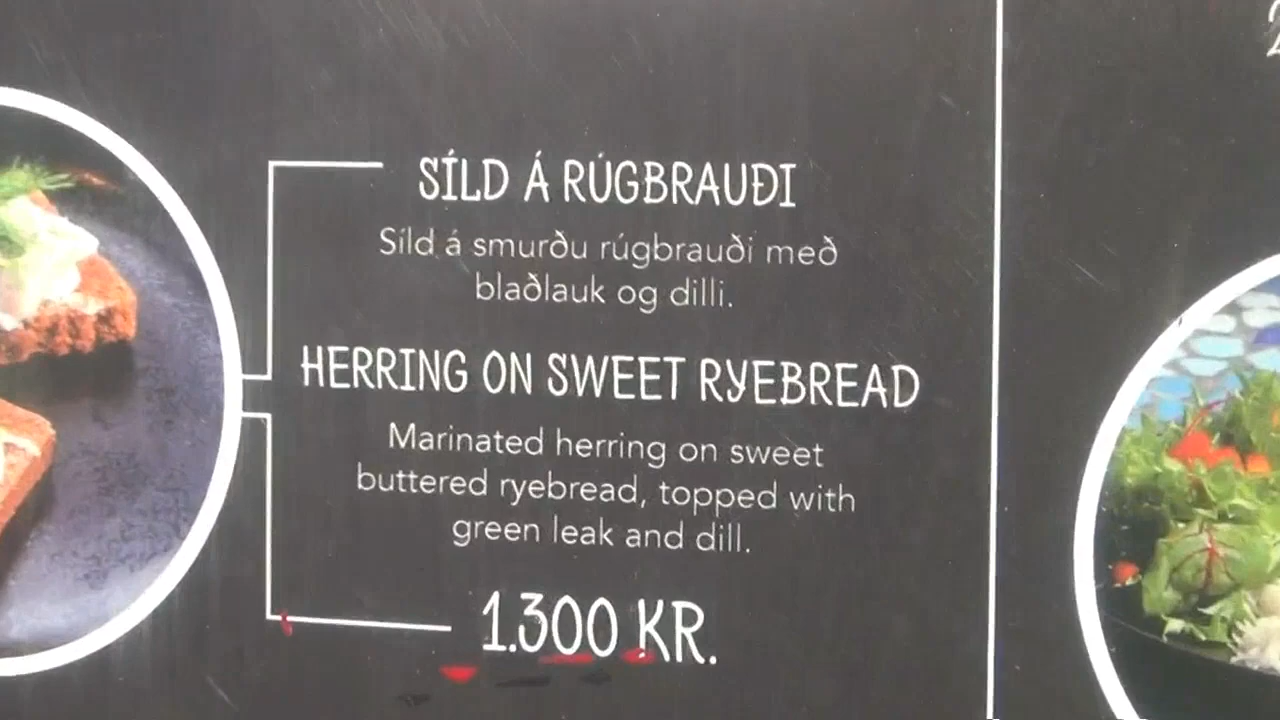 SÍLD Á RÚGBRAUÐI
Síld á smurðu rúgbrauði með
blaðlauk og dilli.
HERRING ON SWEET RYEBREAD
Marinated herring on sweet
buttered ryebread, topped with
green leak and dill.
1.300 KR.